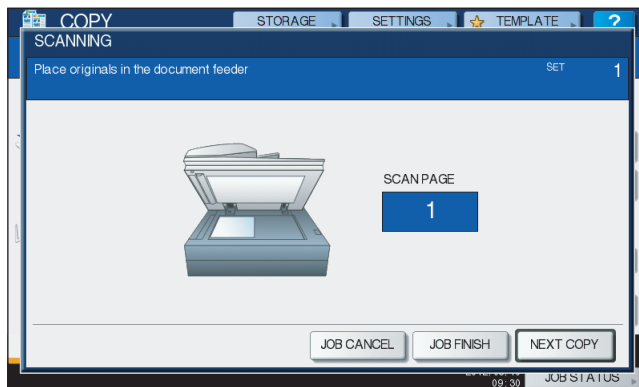 COPY STORAGE SETTINGS TEMPLATE ?
SCANNING
Place originals in the document feeder SET 1
SCAN PAGE
1
JOB CANCEL JOB FINISH NEXT COPY
JOB STATUS
09:30